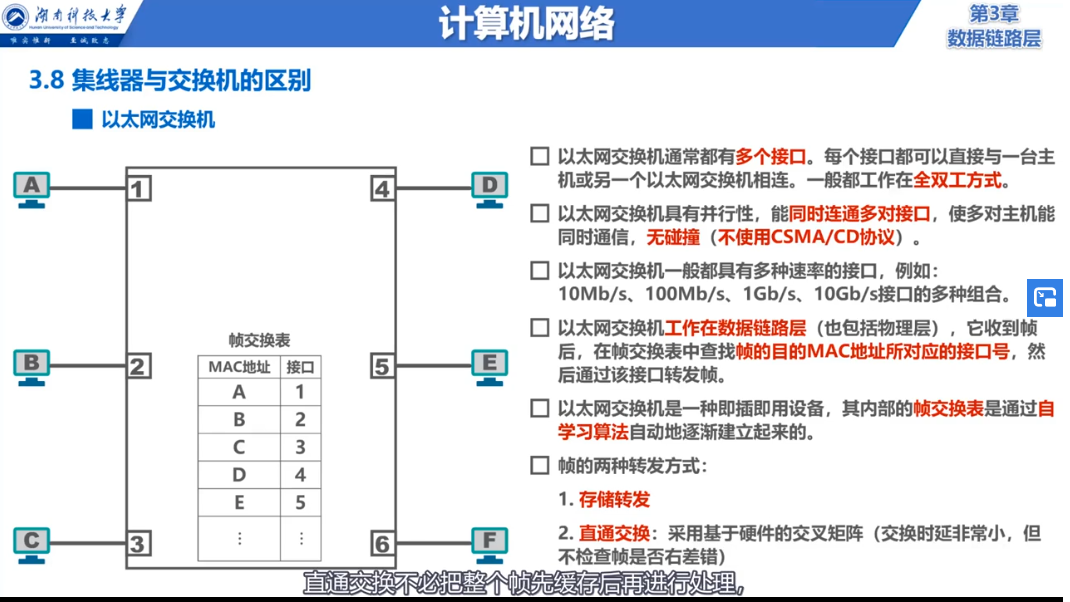 湖南科技大学
Hunan University of Science and Technology
唯实惟新 至诚致志
计算机网络
第3章
数据链路层
3.8 集线器与交换机的区别
以太网交换机
A
1
4
D
B
2
5
E
C
3
6
F
帧交换表
MAC地址 接口
A 1
B 2
C 3
D 4
E 5
⋮ ⋮
以太网交换机通常都有多个接口。每个接口都可以直接与一台主
机或另一个以太网交换机相连。一般都工作在全双工方式。
以太网交换机具有并行性，能同时连通多对接口，使多对主机能
同时通信，无碰撞（不使用CSMA/CD协议）。
以太网交换机一般都具有多种速率的接口，例如：
10Mb/s、100Mb/s、1Gb/s、10Gb/s接口的多种组合。
以太网交换机工作在数据链路层（也包括物理层），它收到帧
后，在帧交换表中查找帧的目的MAC地址所对应的接口号，然
后通过该接口转发帧。
以太网交换机是一种即插即用设备，其内部的帧交换表是通过自
学习算法自动地逐渐建立起来的。
帧的两种转发方式：
1. 存储转发
2. 直通交换：采用基于硬件的交叉矩阵（交换时延非常小，但
不检查帧是否右差错）
直通交换不必把整个帧先缓存后再进行处理，